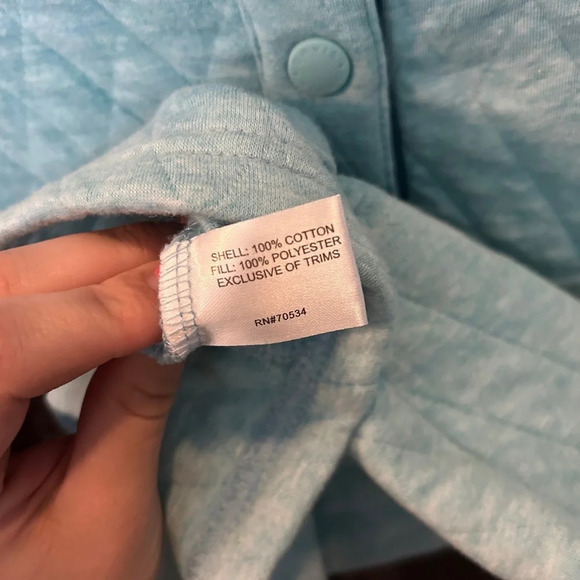 SHELL: 100% COTTON
FILL: 100% POLYESTER
EXCLUSIVE OF TRIMS
RN#70534